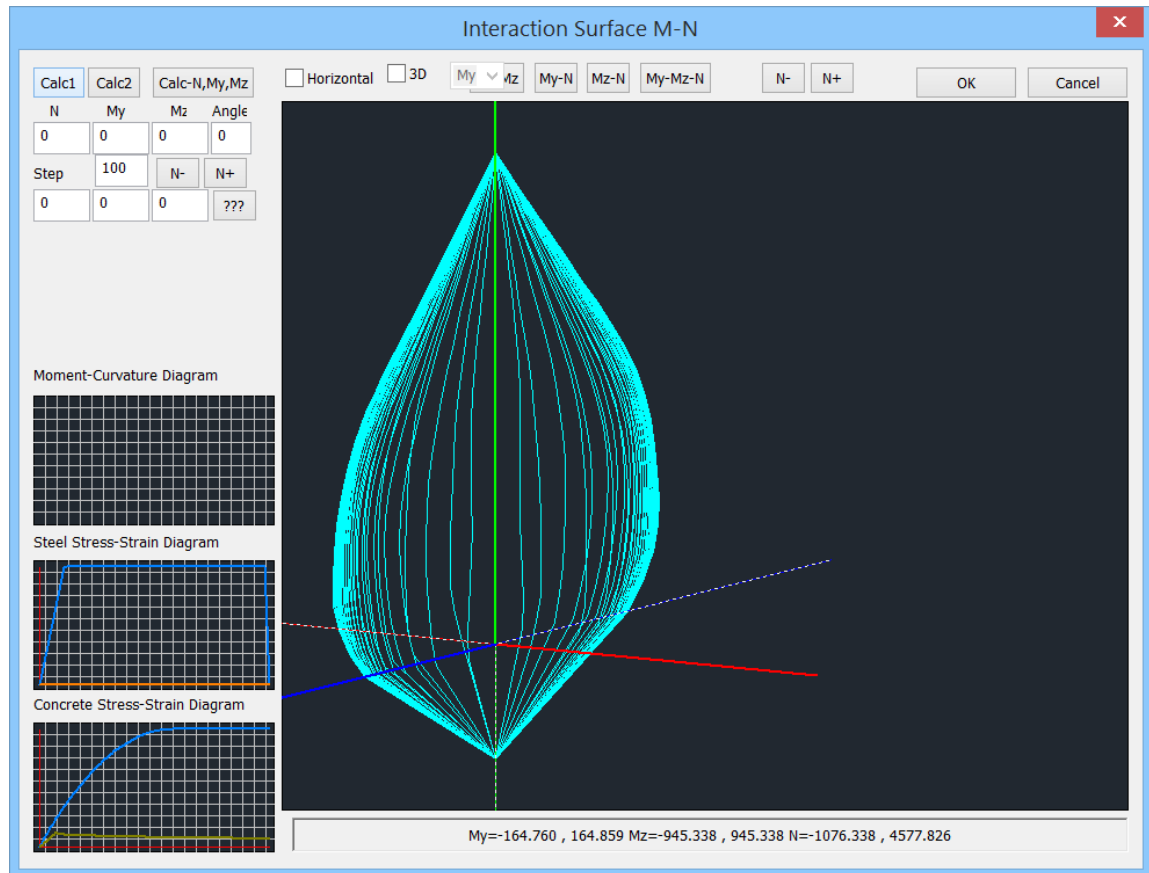 Interaction Surface M-N
Calc1 Calc2 Calc-N,My,Mz Horizontal 3D My Mz My-N Mz-N My-Mz-N N- N+ OK Cancel
N My Mz Angle
0 0 0 0
Step 100 N- N+
0 0 0 ???
Moment-Curvature Diagram
Steel Stress-Strain Diagram
Concrete Stress-Strain Diagram
My=-164.760 , 164.859 Mz=-945.338 , 945.338 N=-1076.338 , 4577.826